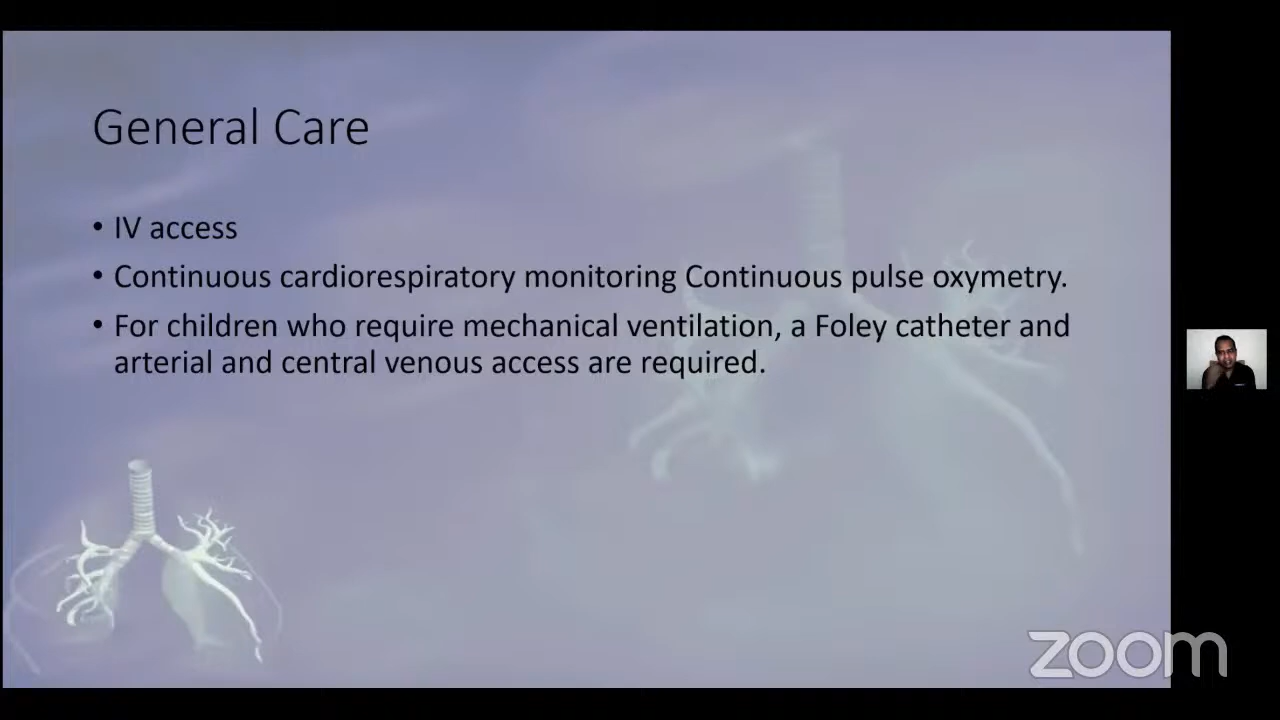 General Care
• IV access
• Continuous cardiorespiratory monitoring Continuous pulse oxymetry.
• For children who require mechanical ventilation, a Foley catheter and
arterial and central venous access are required.
zoom